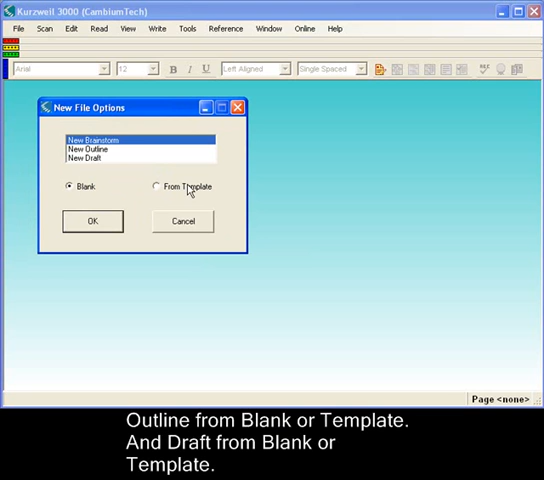 Kurzweil 3000 (CambiumTech)
File Scan Edit Read View Write Tools Reference Window Online Help
Arial 12 B I U Left Aligned Single Spaced REC
New File Options
New Brainstorm
New Outline
New Draft
Blank From Template
OK Cancel
Page <none>
Outline from Blank or Template.
And Draft from Blank or
Template.